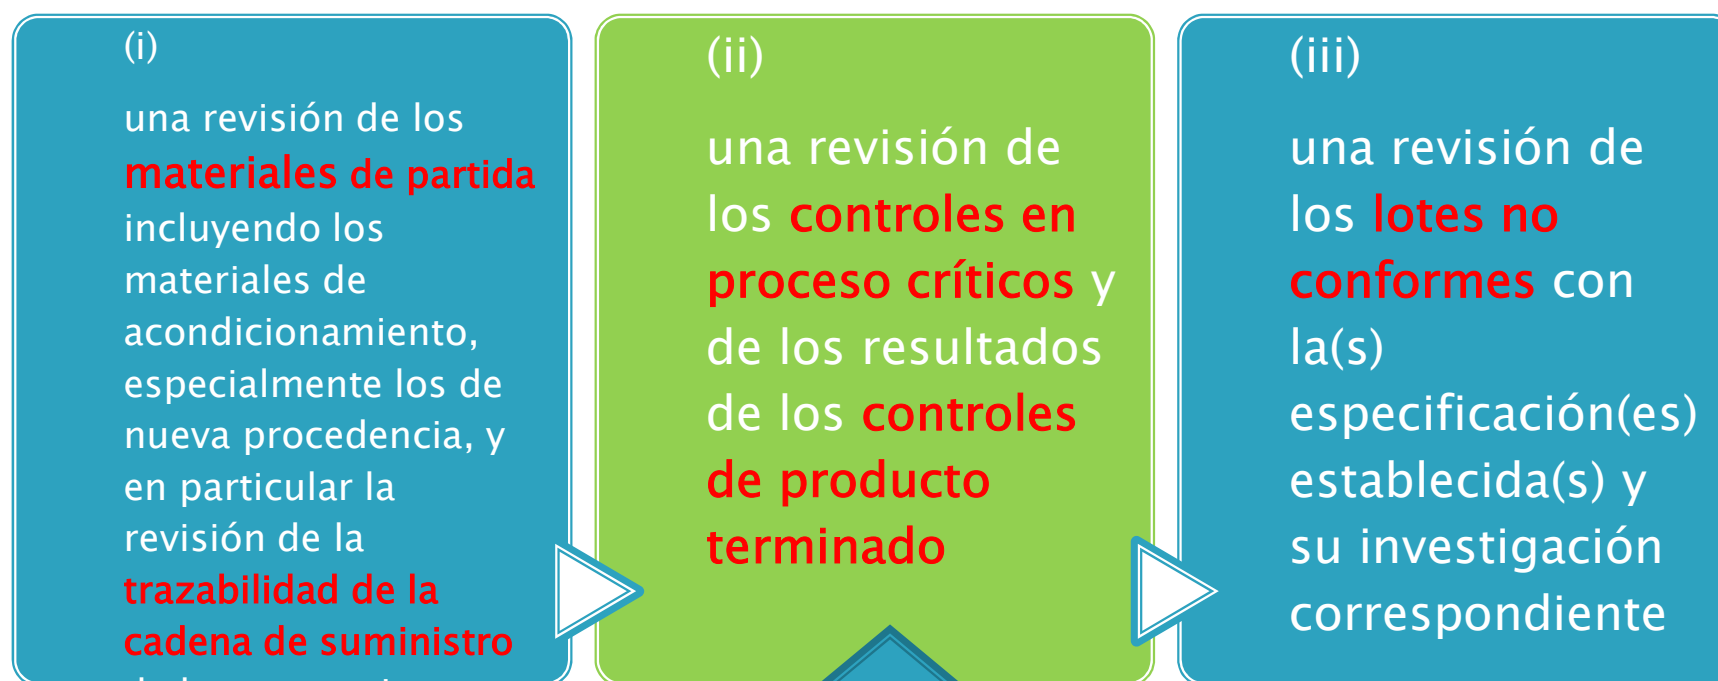 (i)
una revisión de los
materiales de partida
incluyendo los
materiales de
acondicionamiento,
especialmente los de
nueva procedencia, y
en particular la
revisión de la
trazabilidad de la
cadena de suministro
(ii)
una revisión de
los controles en
proceso críticos y
de los resultados
de los controles
de producto
terminado
(iii)
una revisión de
los lotes no
conformes con
la(s)
especificación(es)
establecida(s) y
su investigación
correspondiente